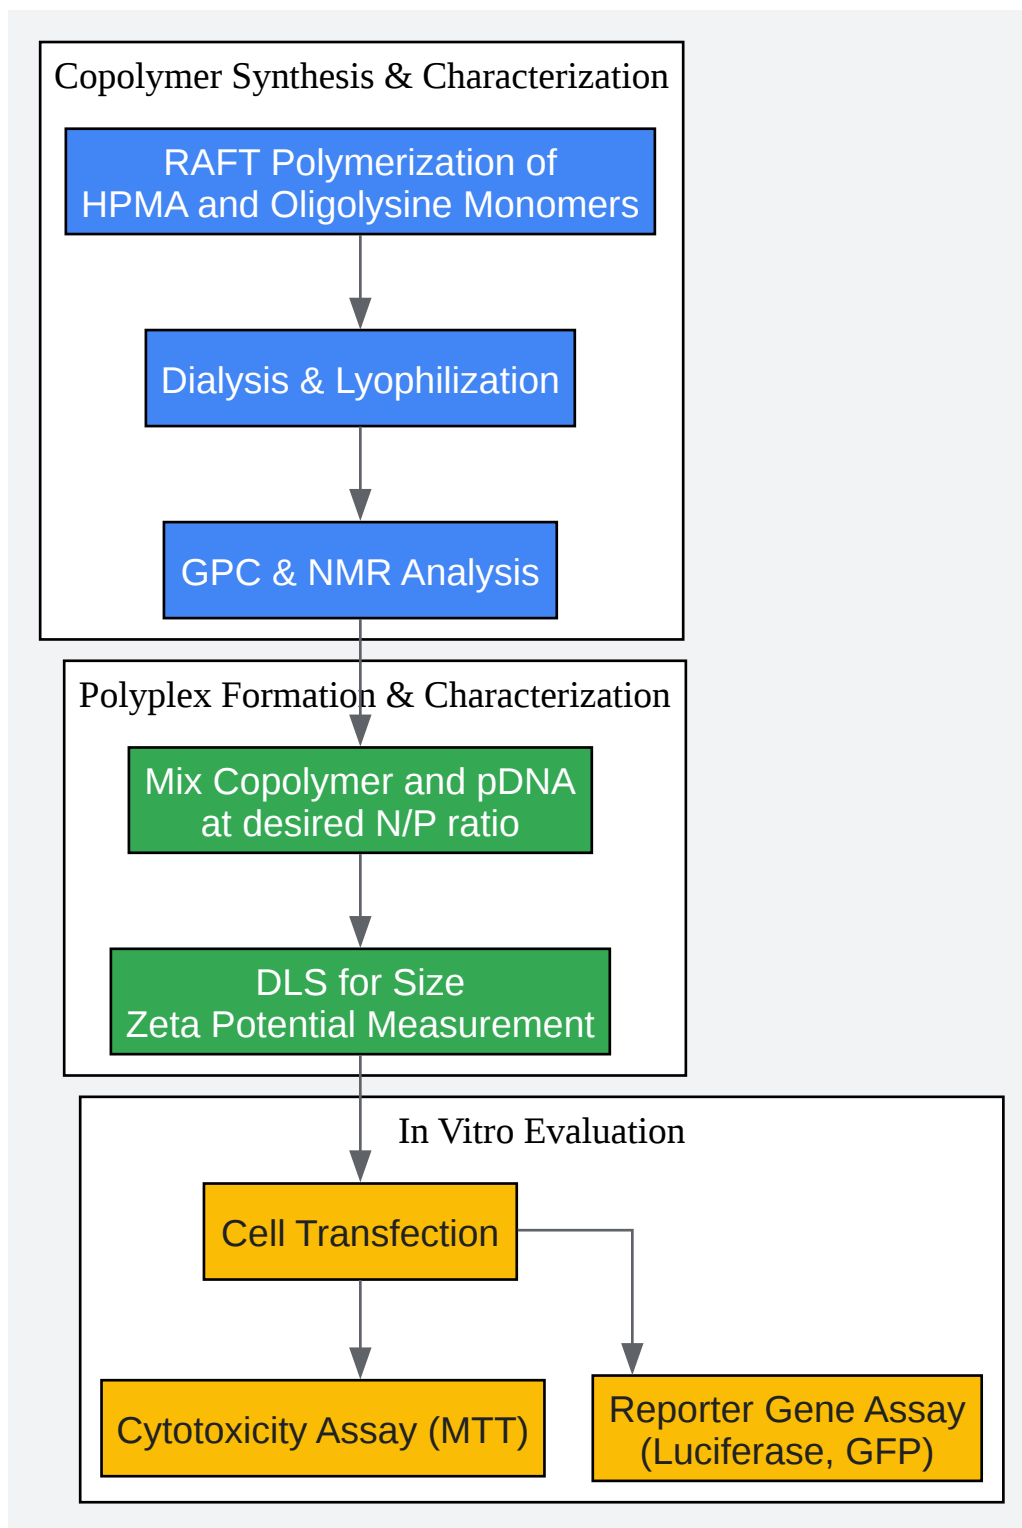 Copolymer Synthesis & Characterization
RAFT Polymerization of
HPMA and Oligolysine Monomers
Dialysis & Lyophilization
GPC & NMR Analysis
Polyplex Formation & Characterization
Mix Copolymer and pDNA
at desired N/P ratio
DLS for Size
Zeta Potential Measurement
In Vitro Evaluation
Cell Transfection
Cytotoxicity Assay (MTT)
Reporter Gene Assay
(Luciferase, GFP)